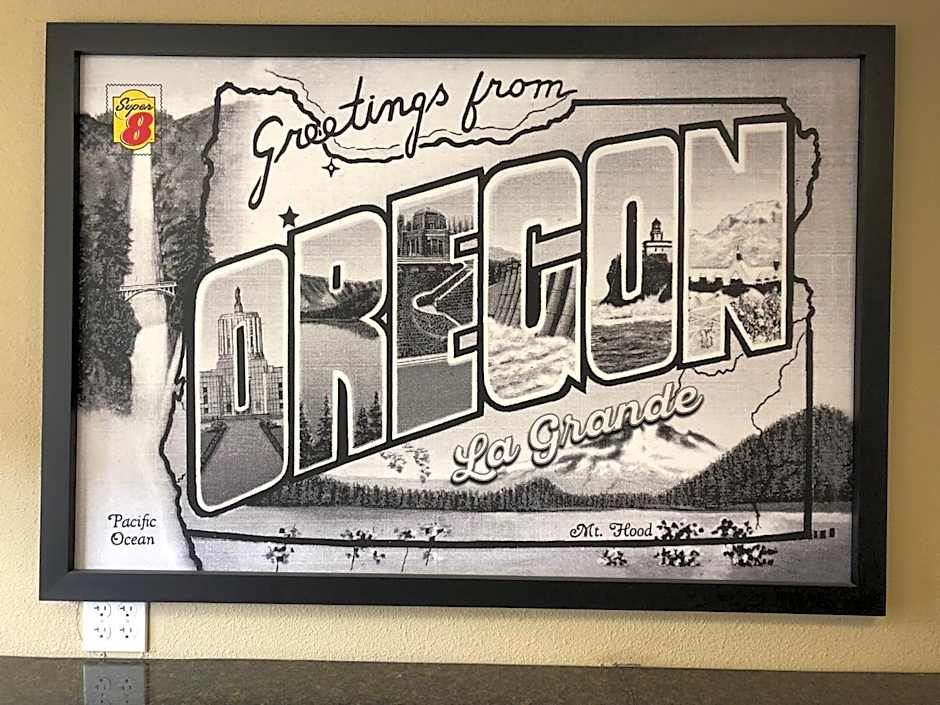 Super
8
Greetings from
OREGON
La Grande
Pacific
Ocean
Mt. Hood